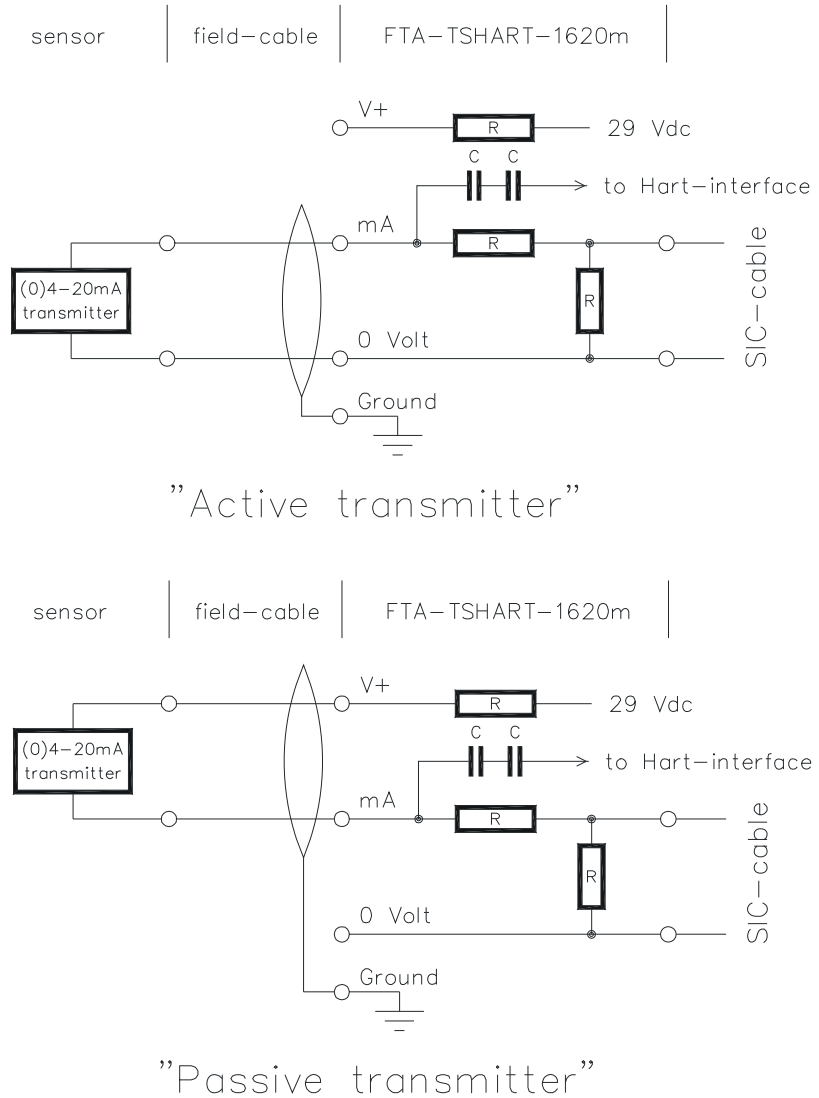 sensor field-cable FTA-TSHART-1620m
V+
R 29 Vdc
C C
to Hart-interface
mA
R
(0)4-20mA
transmitter
R
SIC-cable
0 Volt
Ground
"Active transmitter"
sensor field-cable FTA-TSHART-1620m
V+
R 29 Vdc
C C
(0)4-20mA
transmitter
to Hart-interface
mA
R
R
SIC-cable
0 Volt
Ground
"Passive transmitter"